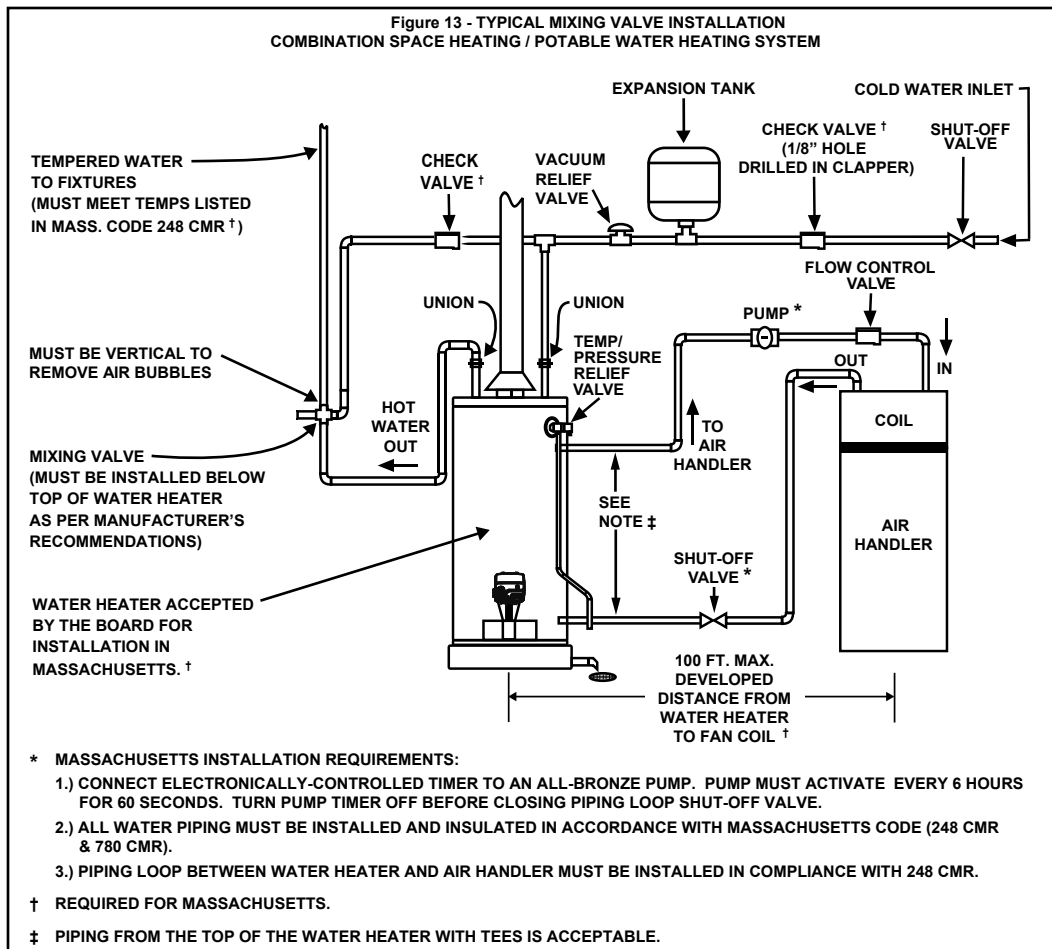 Figure 13 - TYPICAL MIXING VALVE INSTALLATION
COMBINATION SPACE HEATING / POTABLE WATER HEATING SYSTEM
EXPANSION TANK
COLD WATER INLET
TEMPERED WATER
TO FIXTURES
(MUST MEET TEMPS LISTED
IN MASS. CODE 248 CMR †)
CHECK
VALVE †
VACUUM
RELIEF
VALVE
CHECK VALVE †
(1/8” HOLE
DRILLED IN CLAPPER)
SHUT-OFF
VALVE
FLOW CONTROL
VALVE
UNION
UNION
PUMP *
TEMP/
PRESSURE
RELIEF
VALVE
OUT
IN
MUST BE VERTICAL TO
REMOVE AIR BUBBLES
HOT
WATER
OUT
TO
AIR
HANDLER
COIL
MIXING VALVE
(MUST BE INSTALLED BELOW
TOP OF WATER HEATER
AS PER MANUFACTURER’S
RECOMMENDATIONS)
SEE
NOTE ‡
AIR
HANDLER
SHUT-OFF
VALVE *
WATER HEATER ACCEPTED
BY THE BOARD FOR
INSTALLATION IN
MASSACHUSETTS. †
100 FT. MAX.
DEVELOPED
DISTANCE FROM
WATER HEATER
TO FAN COIL †
* MASSACHUSETTS INSTALLATION REQUIREMENTS:
1.) CONNECT ELECTRONICALLY-CONTROLLED TIMER TO AN ALL-BRONZE PUMP. PUMP MUST ACTIVATE EVERY 6 HOURS
FOR 60 SECONDS. TURN PUMP TIMER OFF BEFORE CLOSING PIPING LOOP SHUT-OFF VALVE.
2.) ALL WATER PIPING MUST BE INSTALLED AND INSULATED IN ACCORDANCE WITH MASSACHUSETTS CODE (248 CMR
& 780 CMR).
3.) PIPING LOOP BETWEEN WATER HEATER AND AIR HANDLER MUST BE INSTALLED IN COMPLIANCE WITH 248 CMR.
† REQUIRED FOR MASSACHUSETTS.
‡ PIPING FROM THE TOP OF THE WATER HEATER WITH TEES IS ACCEPTABLE.